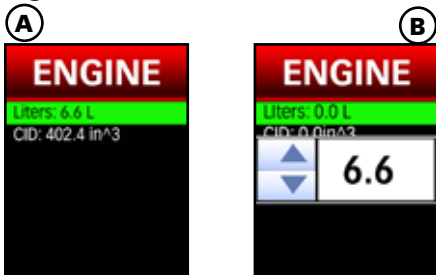 A
ENGINE
Liters: 6.6 L
CID: 402.4 in^3
B
ENGINE
Liters: 0.0 L
CID: 0.0in^3
6.6